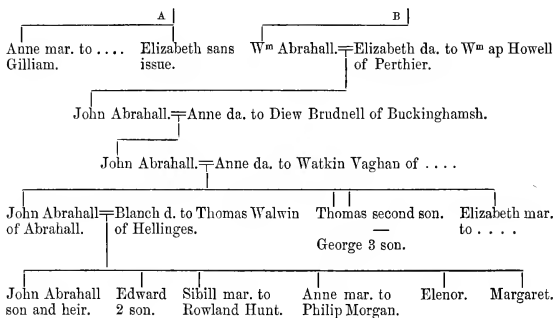 A B
Anne mar. to . . . . Elizabeth sans Wᵐ Abrahall.=Elizabeth da. to Wᵐ ap Howell
Gilliam. issue. of Perthier.
John Abrahall.=Anne da. to Diew Brudnell of Buckinghamsh.
John Abrahall.=Anne da. to Watkin Vaghan of . . . .
John Abrahall=Blanch d. to Thomas Walwin Thomas second son. Elizabeth mar.
of Abrahall. of Hellinges. — to . . . .
George 3 son.
John Abrahall Edward Sibill mar. to Anne mar. to Elenor. Margaret.
son and heir. 2 son. Rowland Hunt. Philip Morgan.